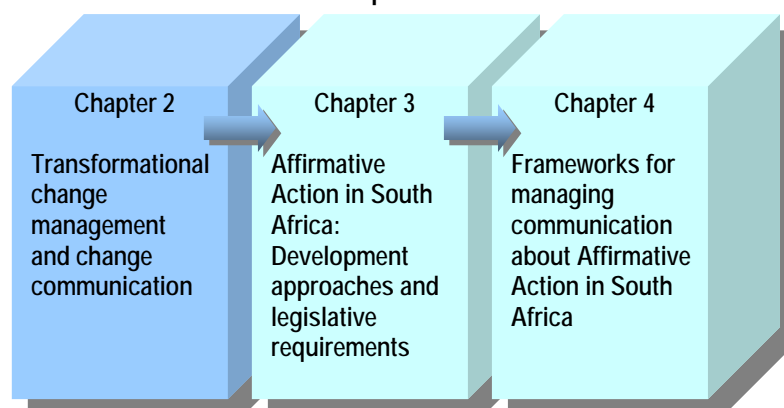 Chapter 2
Transformational
change
management
and change
communication
Chapter 3
Affirmative
Action in South
Africa:
Development
approaches and
legislative
requirements
Chapter 4
Frameworks for
managing
communication
about Affirmative
Action in South
Africa